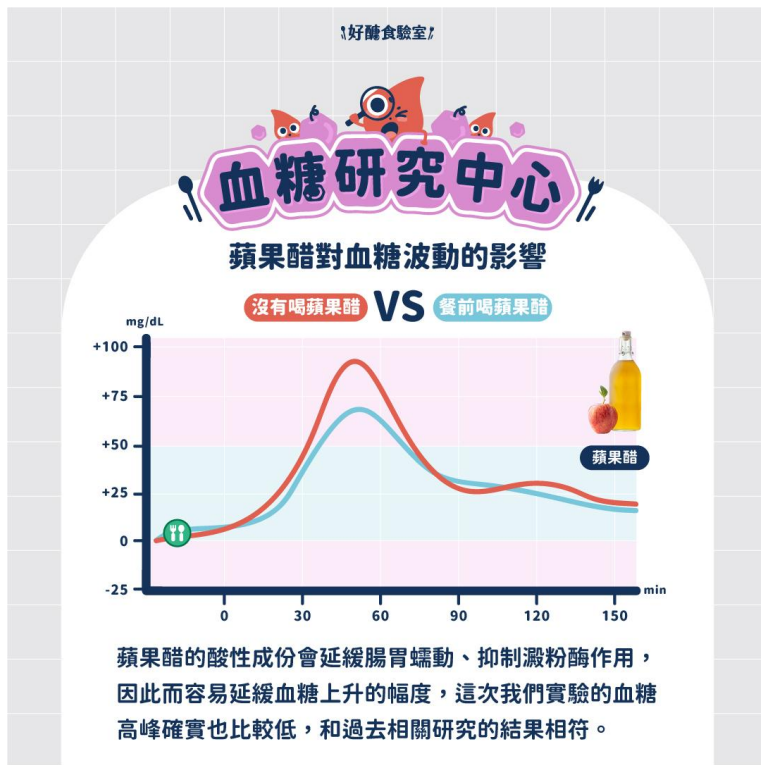 好醣食驗室
血糖研究中心
蘋果醋對血糖波動的影響
沒有喝蘋果醋 VS 餐前喝蘋果醋
mg/dL
+100
+75
+50
蘋果醋
+25
0
-25
min
0 30 60 90 120 150
蘋果醋的酸性成份會延緩腸胃蠕動、抑制澱粉酶作用，
因此而容易延緩血糖上升的幅度，這次我們實驗的血糖
高峰確實也比較低，和過去相關研究的結果相符。